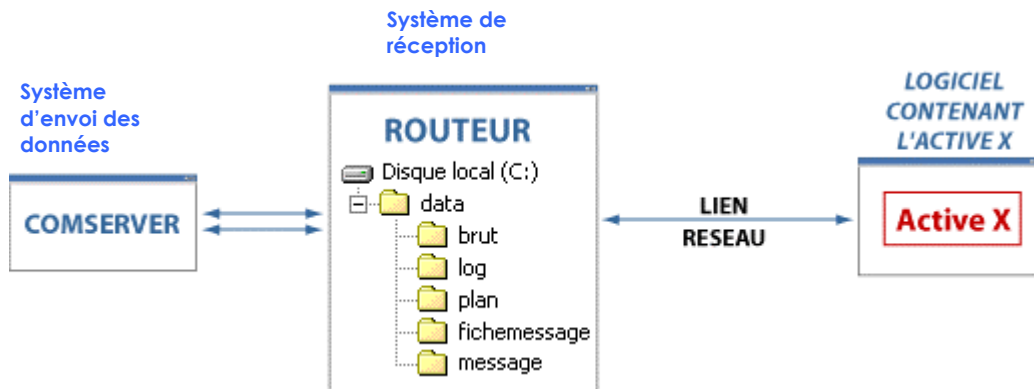 Système de
réception
Système
d'envoi des
données
COMSERVER
ROUTEUR
Disque local (C:)
data
brut
log
plan
fichemessage
message
LIEN
RESEAU
LOGICIEL
CONTENANT
L'ACTIVE X
Active X